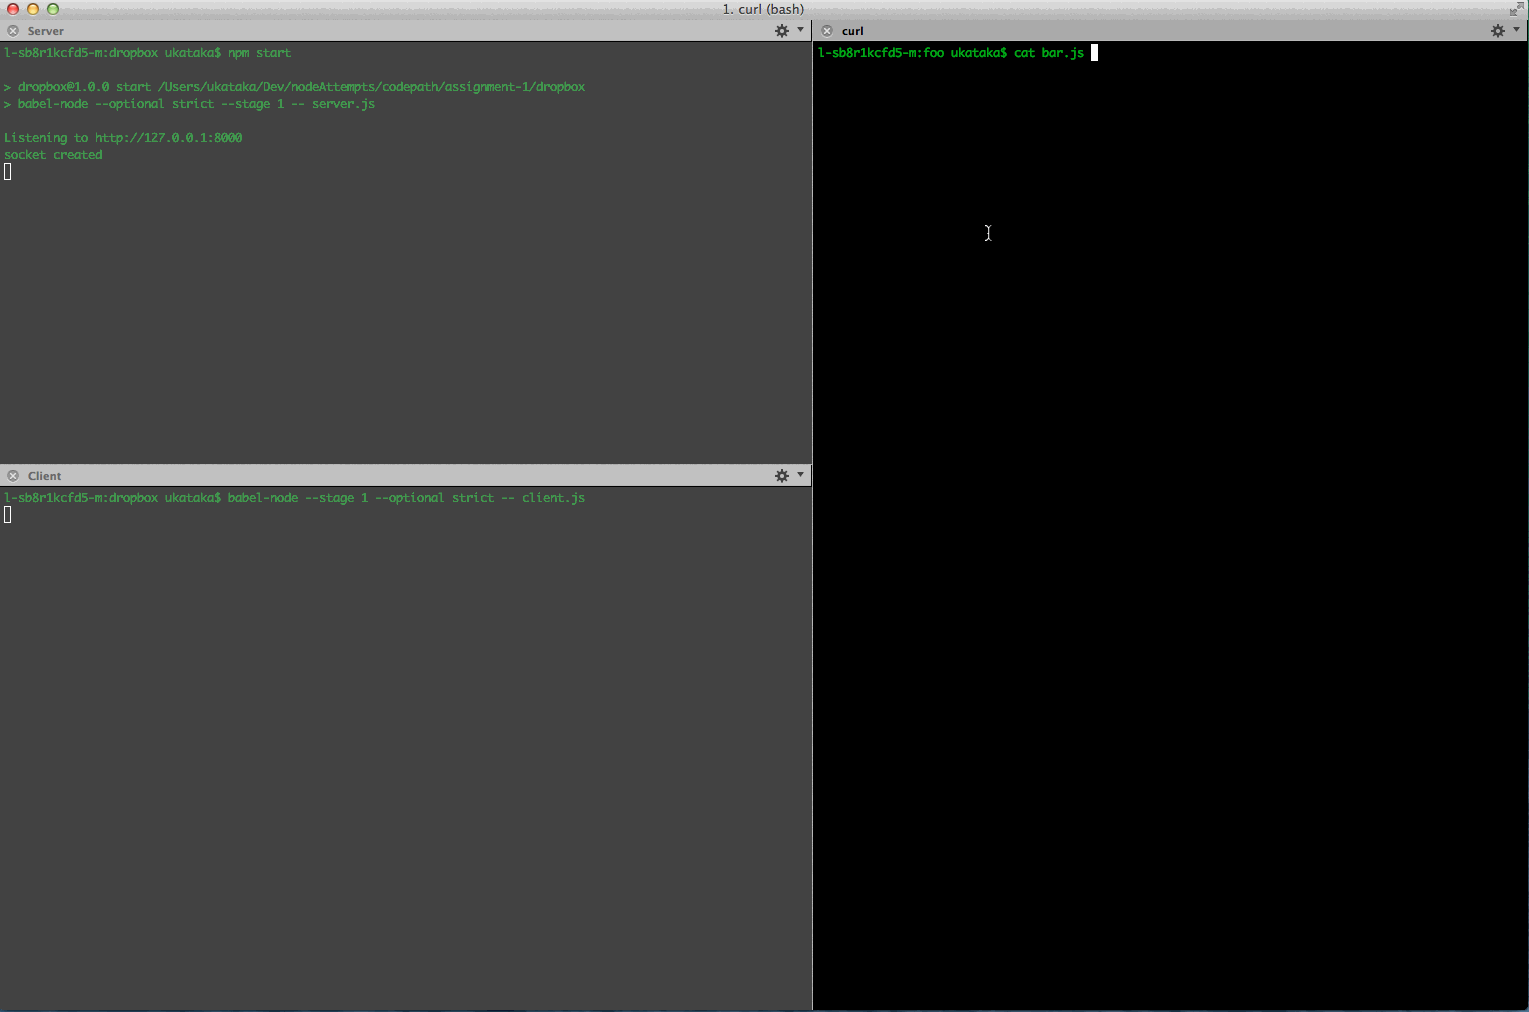 1. curl (bash)
Server
l-sb8r1kcfd5-m:dropbox ukataka$ npm start
> dropbox@1.0.0 start /Users/ukataka/Dev/nodeAttempts/codepath/assignment-1/dropbox
> babel-node --optional strict --stage 1 -- server.js
Listening to http://127.0.0.1:8000
socket created
Client
l-sb8r1kcfd5-m:dropbox ukataka$ babel-node --stage 1 --optional strict -- client.js
curl
l-sb8r1kcfd5-m:foo ukataka$ cat bar.js